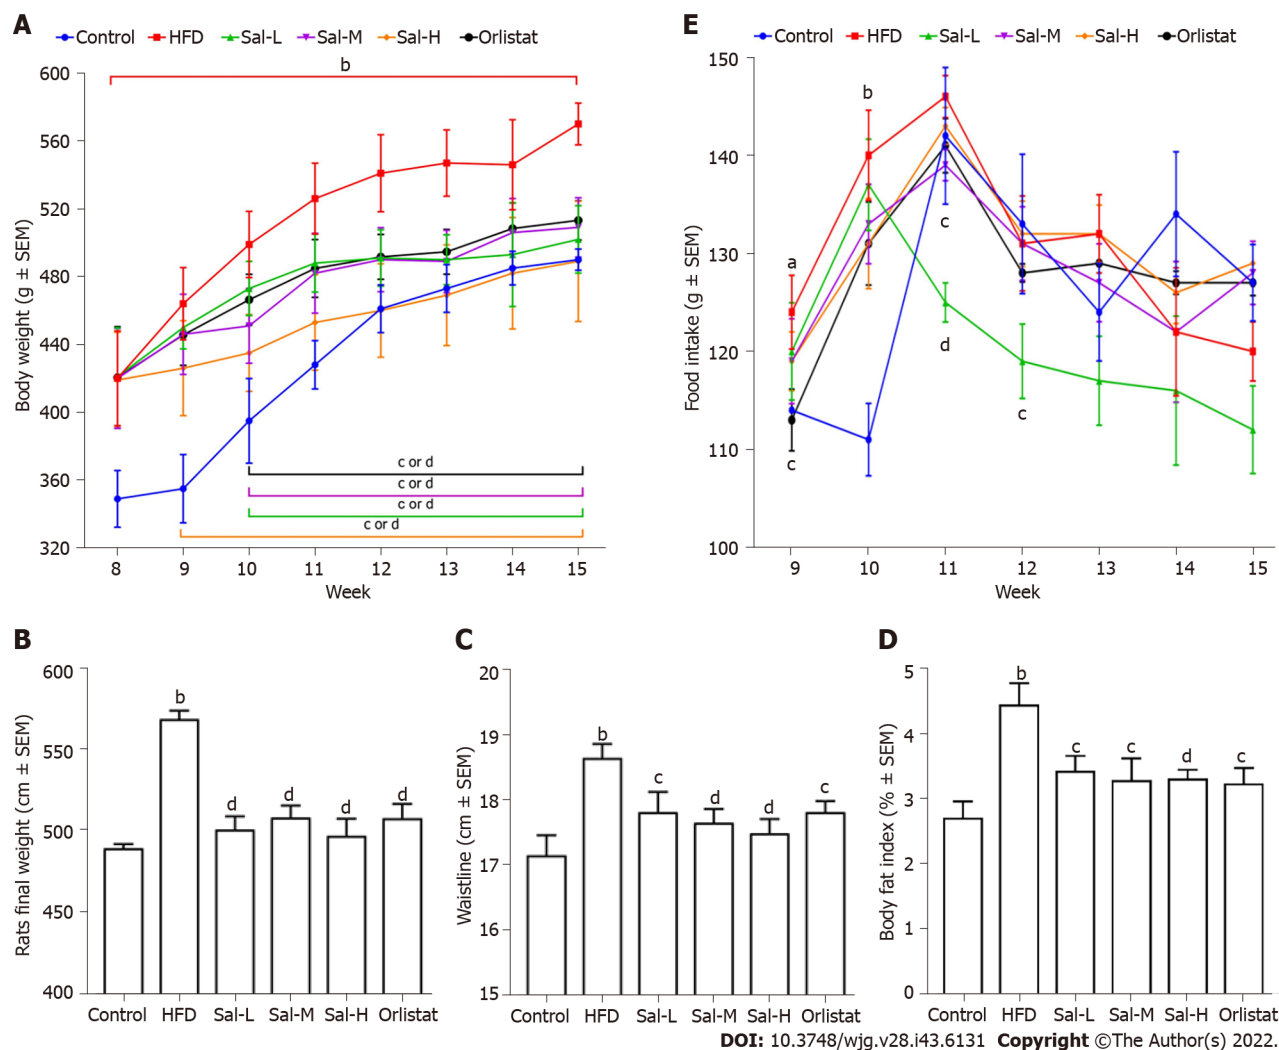 A
Control HFD Sal-L Sal-M Sal-H Orlistat
b
600
560
520
480
440
400
360
320
Body weight (g ± SEM)
c or d
c or d
c or d
c or d
8 9 10 11 12 13 14 15
Week
E
Control HFD Sal-L Sal-M Sal-H Orlistat
150
140
130
120
110
100
Food intake (g ± SEM)
a
b
c
c
d
c
9 10 11 12 13 14 15
Week
B
600
550
500
450
400
Rats final weight (cm ± SEM)
b
d
d
d
d
Control HFD Sal-L Sal-M Sal-H Orlistat
C
20
19
18
17
16
15
Waistline (cm ± SEM)
b
c
d
d
c
Control HFD Sal-L Sal-M Sal-H Orlistat
D
5
4
3
2
1
0
Body fat index (% ± SEM)
b
c
c
d
c
Control HFD Sal-L Sal-M Sal-H Orlistat
DOI: 10.3748/wjg.v28.i43.6131 Copyright ©The Author(s) 2022.